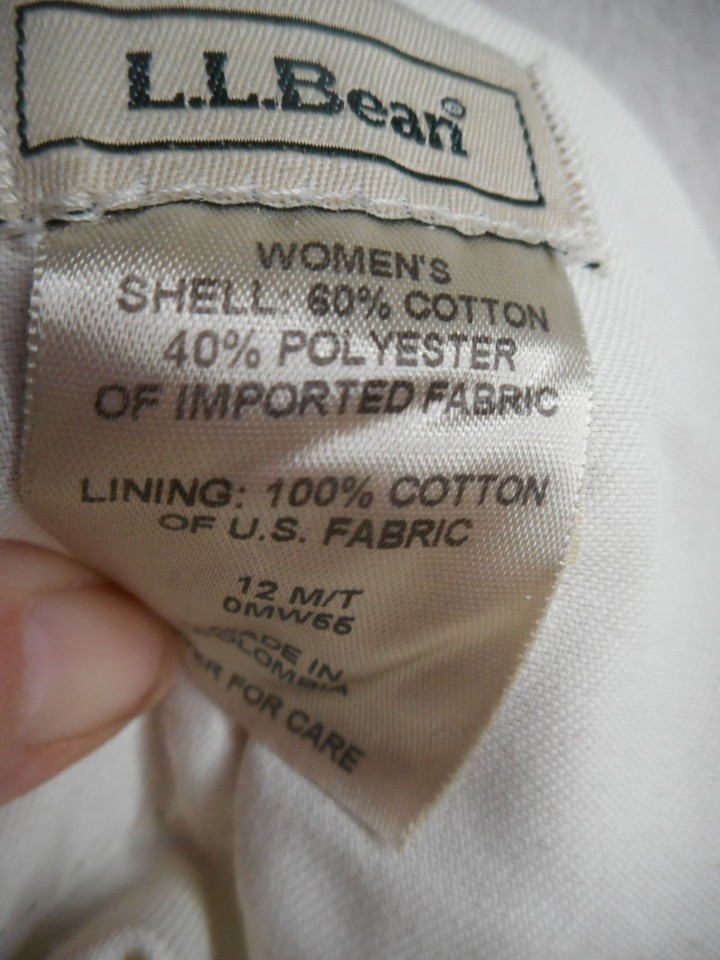 L.L.Bean®
WOMEN'S
SHELL: 60% COTTON
40% POLYESTER
OF IMPORTED FABRIC
LINING: 100% COTTON
OF U.S. FABRIC
12 M/T
0MW55
MADE IN
COLOMBIA
FOR CARE